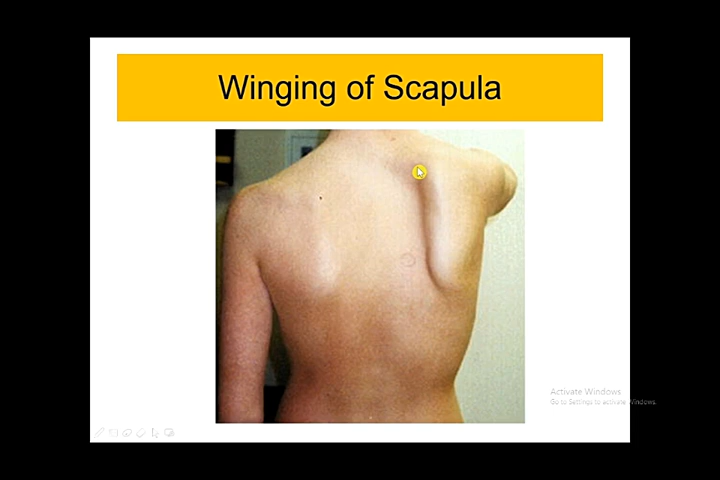 Winging of Scapula
Activate Windows
Go to Settings to activate Windows.